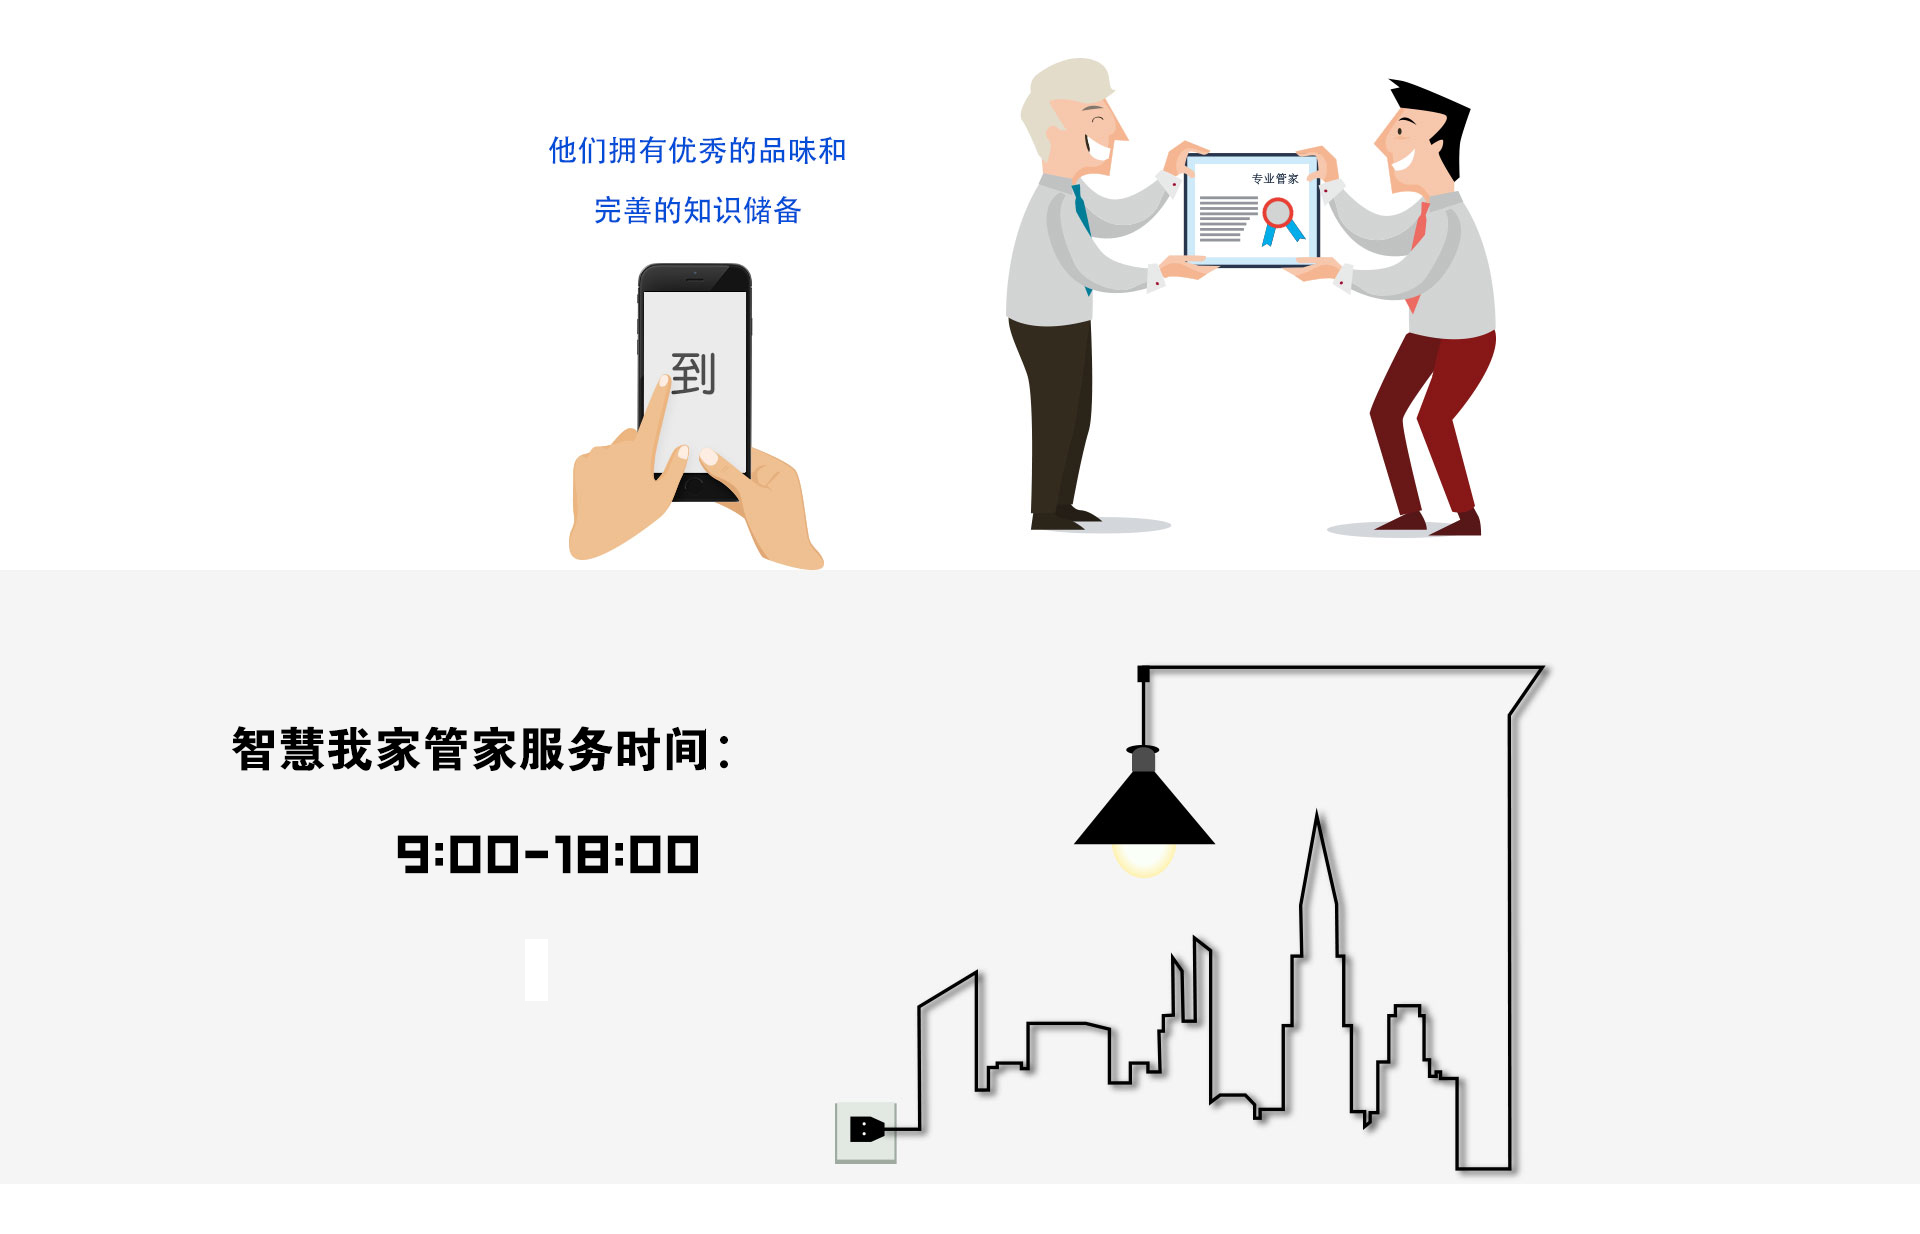 他们拥有优秀的品味和
完善的知识储备
专业管家
到
智慧我家管家服务时间：
9:00-18:00